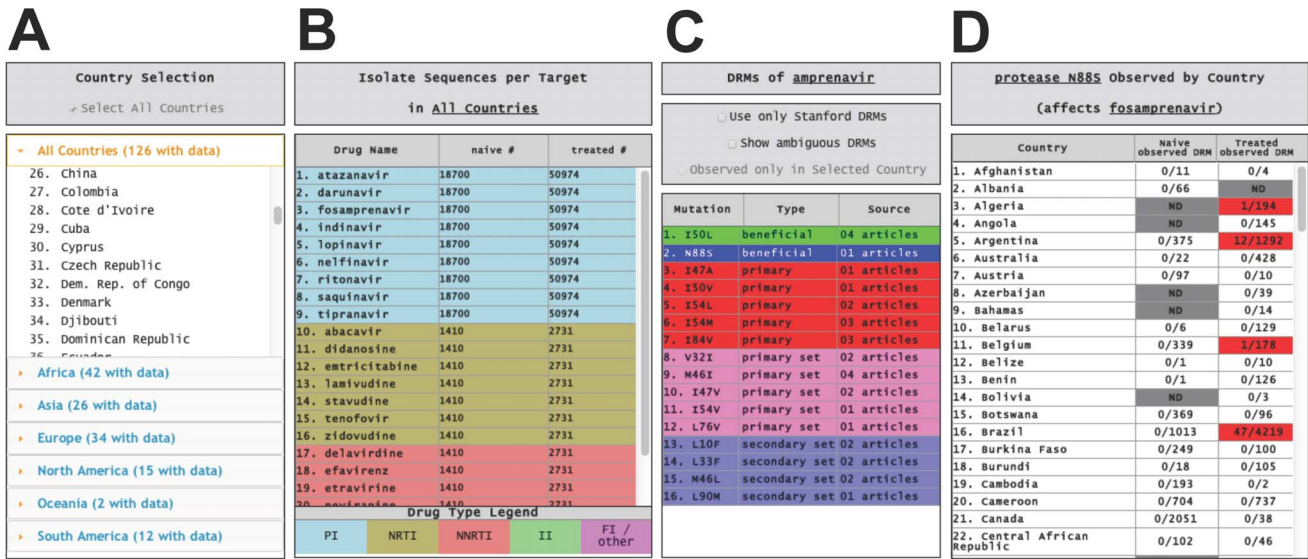 A
Country Selection
Select All Countries
All Countries (126 with data)
26. China
27. Colombia
28. Cote d'Ivoire
29. Cuba
30. Cyprus
31. Czech Republic
32. Dem. Rep. of Congo
33. Denmark
34. Djibouti
35. Dominican Republic
Africa (42 with data)
Asia (26 with data)
Europe (34 with data)
North America (15 with data)
Oceania (2 with data)
South America (12 with data)
B
Isolate Sequences per Target
in All Countries
Drug Name naive # treated #
1. atazanavir 18700 50974
2. darunavir 18700 50974
3. fosamprenavir 18700 50974
4. indinavir 18700 50974
5. lopinavir 18700 50974
6. nelfinavir 18700 50974
7. ritonavir 18700 50974
8. saquinavir 18700 50974
9. tipranavir 18700 50974
10. abacavir 1410 2731
11. didanosine 1410 2731
12. emtricitabine 1410 2731
13. lamivudine 1410 2731
14. stavudine 1410 2731
15. tenofovir 1410 2731
16. zidovudine 1410 2731
17. delavirdine 1410 2731
18. efavirenz 1410 2731
19. etravirine 1410 2731
20. nevirapine 1410 2731
Drug Type Legend
PI NRTI NNRTI II FI / other
C
DRMs of amprenavir
Use only Stanford DRMs
Show ambiguous DRMs
Observed only in Selected Country
Mutation Type Source
1. I50L beneficial 04 articles
2. N88S beneficial 01 articles
3. I47A primary 01 articles
4. I50V primary 01 articles
5. I54L primary 02 articles
6. I54M primary 03 articles
7. I84V primary 03 articles
8. V32I primary set 02 articles
9. M46I primary set 04 articles
10. I47V primary set 02 articles
11. I54V primary set 01 articles
12. L76V primary set 01 articles
13. L10F secondary set 02 articles
14. L33F secondary set 02 articles
15. M46L secondary set 02 articles
16. L90M secondary set 01 articles
D
protease N88S Observed by Country
(affects fosamprenavir)
Country Naive observed DRM Treated observed DRM
1. Afghanistan 0/11 0/4
2. Albania 0/66 ND
3. Algeria ND 1/194
4. Angola ND 0/145
5. Argentina 0/375 12/1292
6. Australia 0/22 0/428
7. Austria 0/97 0/10
8. Azerbaijan ND 0/39
9. Bahamas ND 0/14
10. Belarus 0/6 0/129
11. Belgium 0/339 1/178
12. Belize 0/1 0/10
13. Benin 0/1 0/126
14. Bolivia ND 0/3
15. Botswana 0/369 0/96
16. Brazil 0/1013 47/4219
17. Burkina Faso 0/249 0/100
18. Burundi 0/18 0/105
19. Cambodia 0/193 0/2
20. Cameroon 0/704 0/737
21. Canada 0/2051 0/38
22. Central African Republic 0/102 0/46